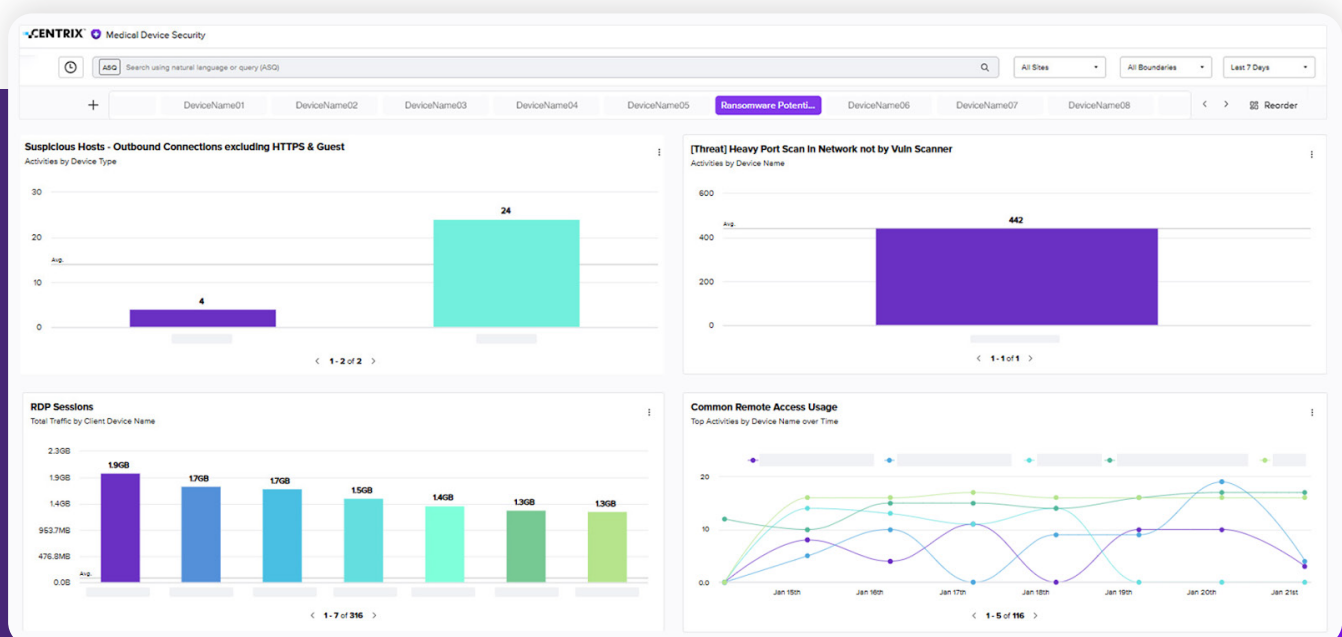 CENTRIX Medical Device Security
ASQ Search using natural language or query (ASQ) All Sites All Boundaries Last 7 Days
DeviceName01 DeviceName02 DeviceName03 DeviceName04 DeviceName05 Ransomware Potenti... DeviceName06 DeviceName07 DeviceName08 Reorder
Suspicious Hosts - Outbound Connections excluding HTTPS & Guest
Activities by Device Type
30
24
20
Avg.
10
4
0
1 - 2 of 2
[Threat] Heavy Port Scan in Network not by Vuln Scanner
Activities by Device Name
600
442
Avg.
400
200
0
1 - 1 of 1
RDP Sessions
Total Traffic by Client Device Name
2.3GB
1.9GB 1.7GB 1.7GB 1.5GB 1.4GB 1.3GB 1.3GB
1.9GB
1.4GB
953.7MB
476.8MB
Avg.
0.0B
1 - 7 of 316
Common Remote Access Usage
Top Activities by Device Name over Time
20
10
0.0
Jan 15th Jan 16th Jan 17th Jan 18th Jan 19th Jan 20th Jan 21st
1 - 5 of 116